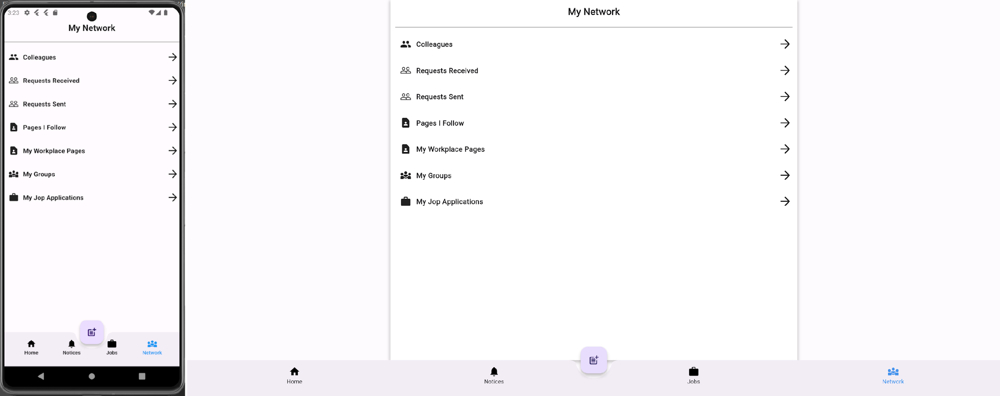 3:23
My Network
Colleagues
Requests Received
Requests Sent
Pages I Follow
My Workplace Pages
My Groups
My Jop Applications
Home
Notices
Jobs
Network
My Network
Colleagues
Requests Received
Requests Sent
Pages I Follow
My Workplace Pages
My Groups
My Jop Applications
Home
Notices
Jobs
Network